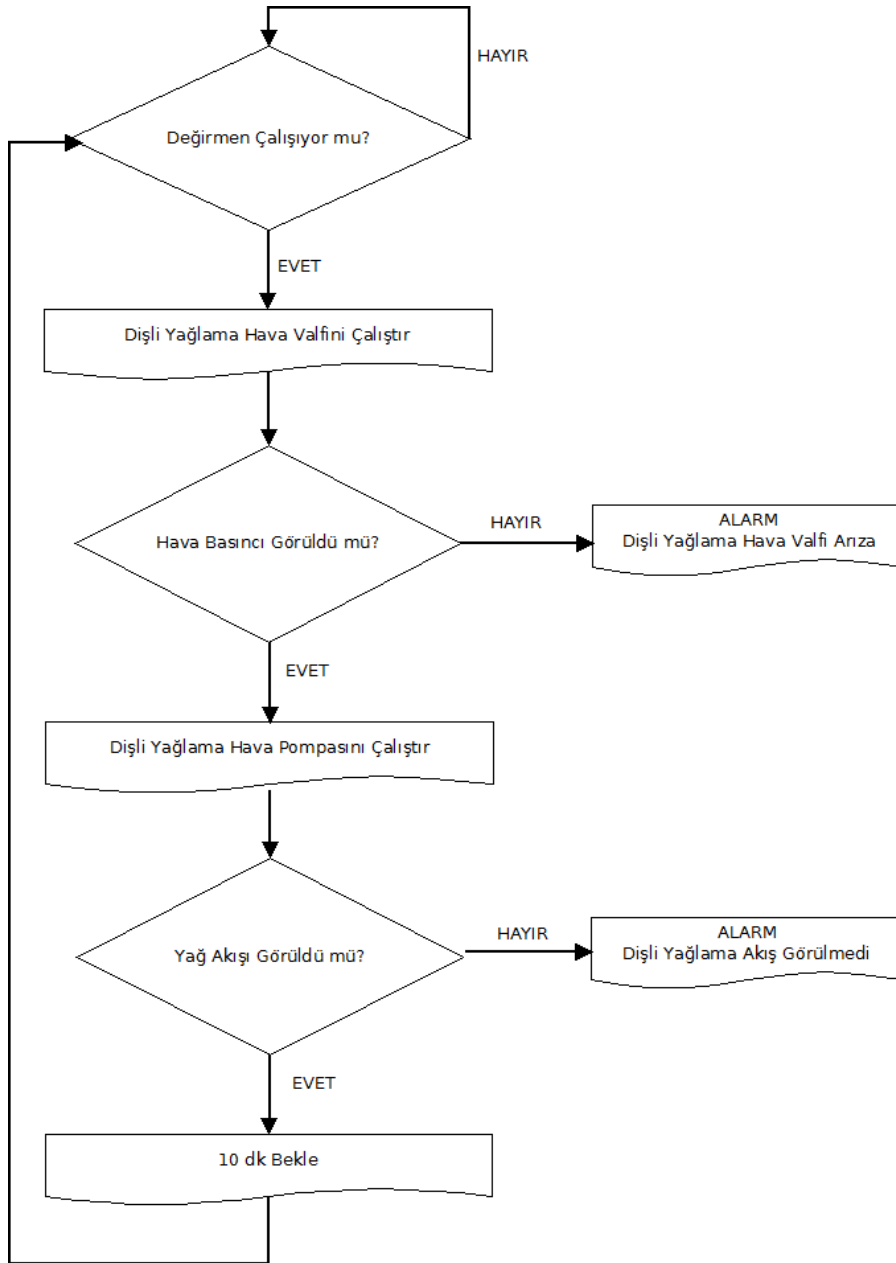 HAYIR
Değirmen Çalışıyor mu?
EVET
Dişli Yağlama Hava Valfini Çalıştır
Hava Basıncı Görüldü mü?
HAYIR
ALARM
Dişli Yağlama Hava Valfi Arıza
EVET
Dişli Yağlama Hava Pompasını Çalıştır
Yağ Akışı Görüldü mü?
HAYIR
ALARM
Dişli Yağlama Akış Görülmedi
EVET
10 dk Bekle